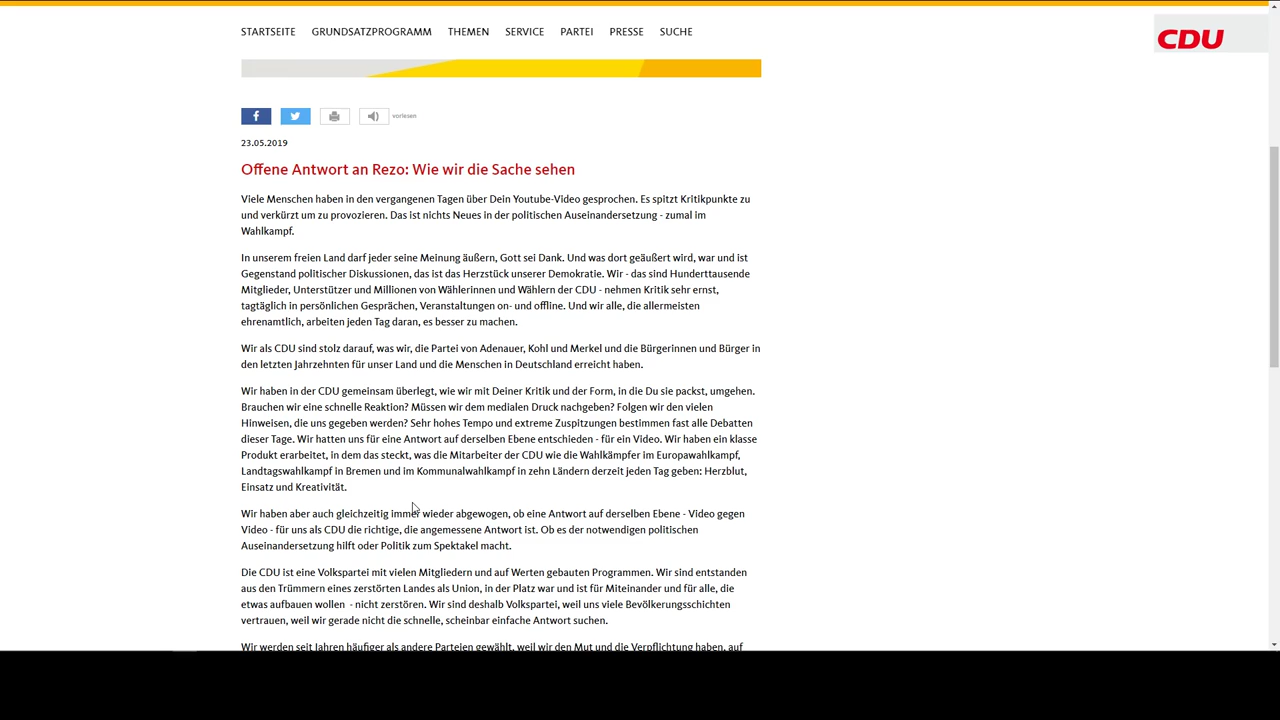 STARTSEITE GRUNDSATZPROGRAMM THEMEN SERVICE PARTEI PRESSE SUCHE
CDU
vorlesen
23.05.2019
Offene Antwort an Rezo: Wie wir die Sache sehen
Viele Menschen haben in den vergangenen Tagen über Dein Youtube-Video gesprochen. Es spitzt Kritikpunkte zu
und verkürzt um zu provozieren. Das ist nichts Neues in der politischen Auseinandersetzung - zumal im
Wahlkampf.
In unserem freien Land darf jeder seine Meinung äußern, Gott sei Dank. Und was dort geäußert wird, war und ist
Gegenstand politischer Diskussionen, das ist das Herzstück unserer Demokratie. Wir - das sind Hunderttausende
Mitglieder, Unterstützer und Millionen von Wählerinnen und Wählern der CDU - nehmen Kritik sehr ernst,
tagtäglich in persönlichen Gesprächen, Veranstaltungen on- und offline. Und wir alle, die allermeisten
ehrenamtlich, arbeiten jeden Tag daran, es besser zu machen.
Wir als CDU sind stolz darauf, was wir, die Partei von Adenauer, Kohl und Merkel und die Bürgerinnen und Bürger in
den letzten Jahrzehnten für unser Land und die Menschen in Deutschland erreicht haben.
Wir haben in der CDU gemeinsam überlegt, wie wir mit Deiner Kritik und der Form, in die Du sie packst, umgehen.
Brauchen wir eine schnelle Reaktion? Müssen wir dem medialen Druck nachgeben? Folgen wir den vielen
Hinweisen, die uns gegeben werden? Sehr hohes Tempo und extreme Zuspitzungen bestimmen fast alle Debatten
dieser Tage. Wir hatten uns für eine Antwort auf derselben Ebene entschieden - für ein Video. Wir haben ein klasse
Produkt erarbeitet, in dem das steckt, was die Mitarbeiter der CDU wie die Wahlkämpfer im Europawahlkampf,
Landtagswahlkampf in Bremen und im Kommunalwahlkampf in zehn Ländern derzeit jeden Tag geben: Herzblut,
Einsatz und Kreativität.
Wir haben aber auch gleichzeitig immer wieder abgewogen, ob eine Antwort auf derselben Ebene - Video gegen
Video - für uns als CDU die richtige, die angemessene Antwort ist. Ob es der notwendigen politischen
Auseinandersetzung hilft oder Politik zum Spektakel macht.
Die CDU ist eine Volkspartei mit vielen Mitgliedern und auf Werten gebauten Programmen. Wir sind entstanden
aus den Trümmern eines zerstörten Landes als Union, in der Platz war und ist für Miteinander und für alle, die
etwas aufbauen wollen - nicht zerstören. Wir sind deshalb Volkspartei, weil uns viele Bevölkerungsschichten
vertrauen, weil wir gerade nicht die schnelle, scheinbar einfache Antwort suchen.
Wir werden seit Jahren häufiger als andere Parteien gewählt, weil wir den Mut und die Verpflichtung haben, auf